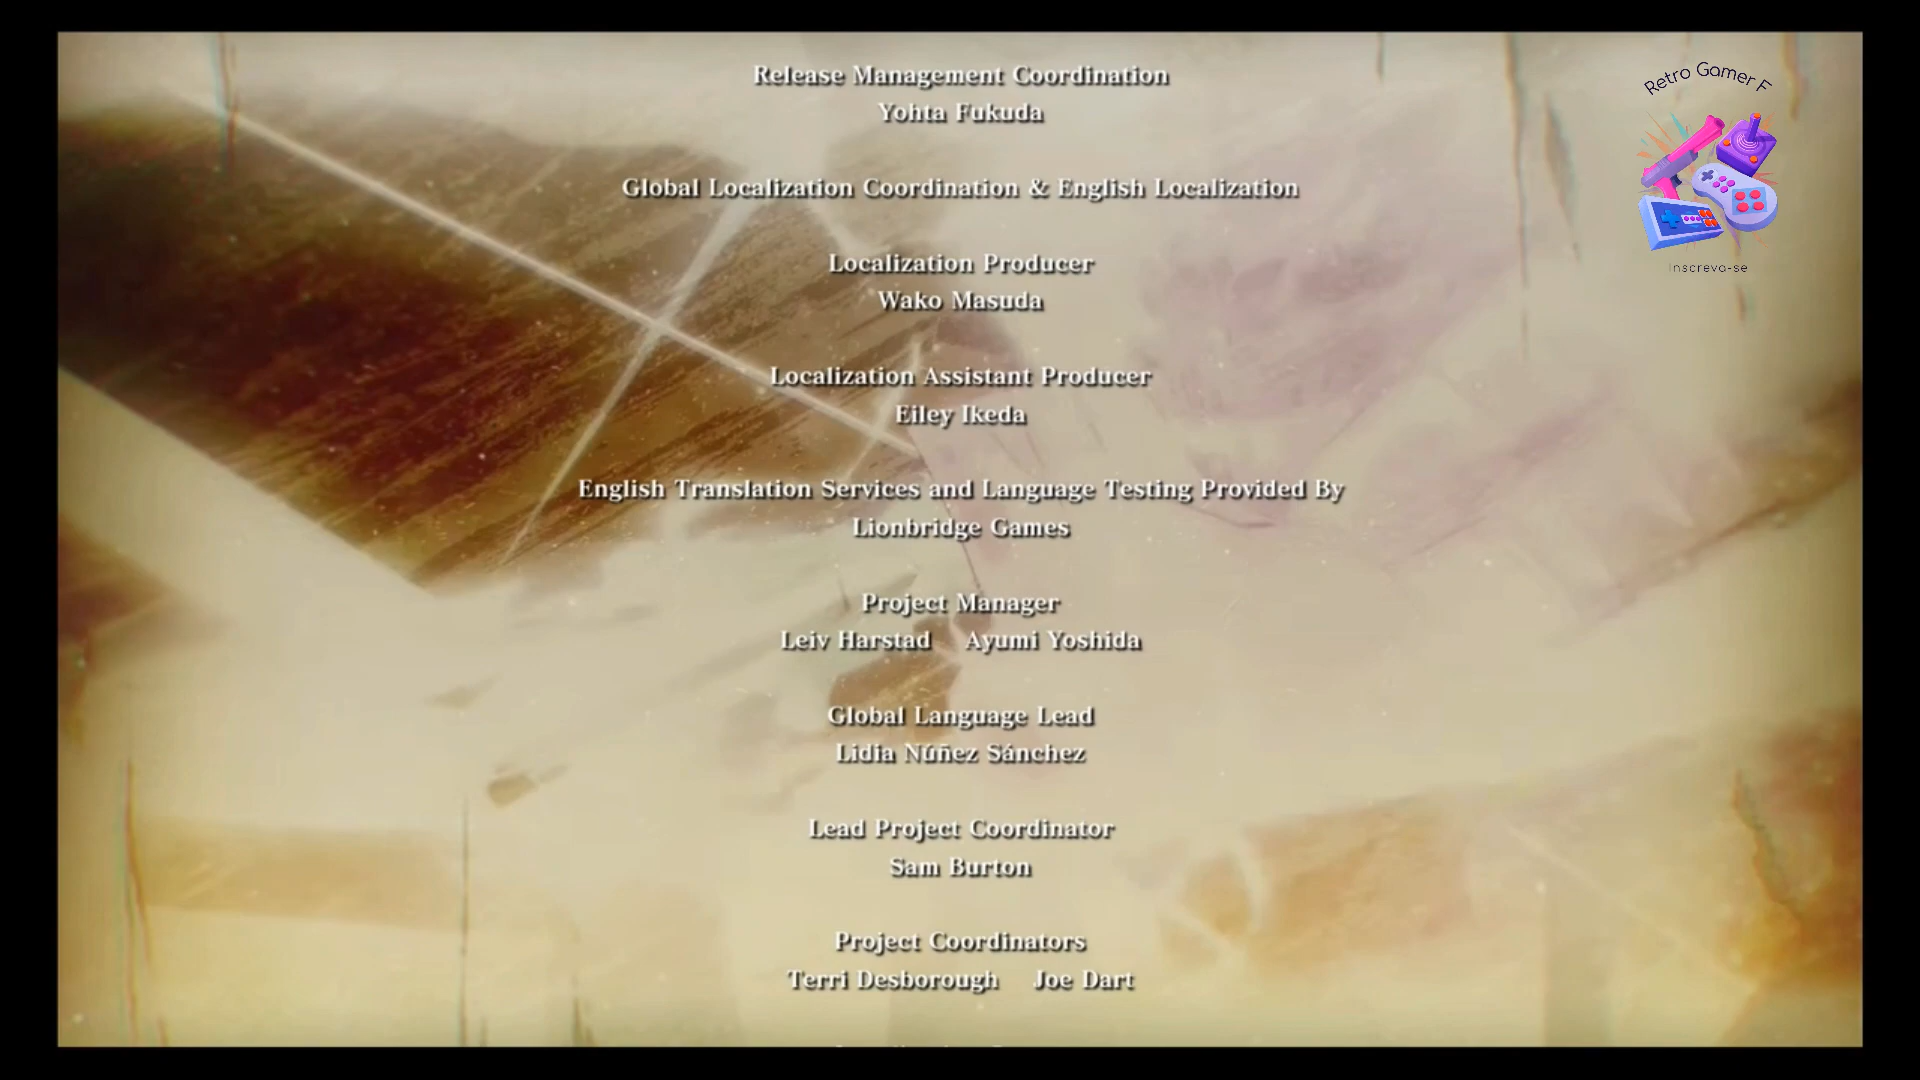 Release Management Coordination
Yohta Fukuda
Global Localization Coordination & English Localization
Localization Producer
Wako Masuda
Localization Assistant Producer
Eiley Ikeda
English Translation Services and Language Testing Provided By
Lionbridge Games
Project Manager
Leiv Harstad Ayumi Yoshida
Global Language Lead
Lidia Núñez Sánchez
Lead Project Coordinator
Sam Burton
Project Coordinators
Terri Desborough Joe Dart
Retro Gamer F
Inscreva-se